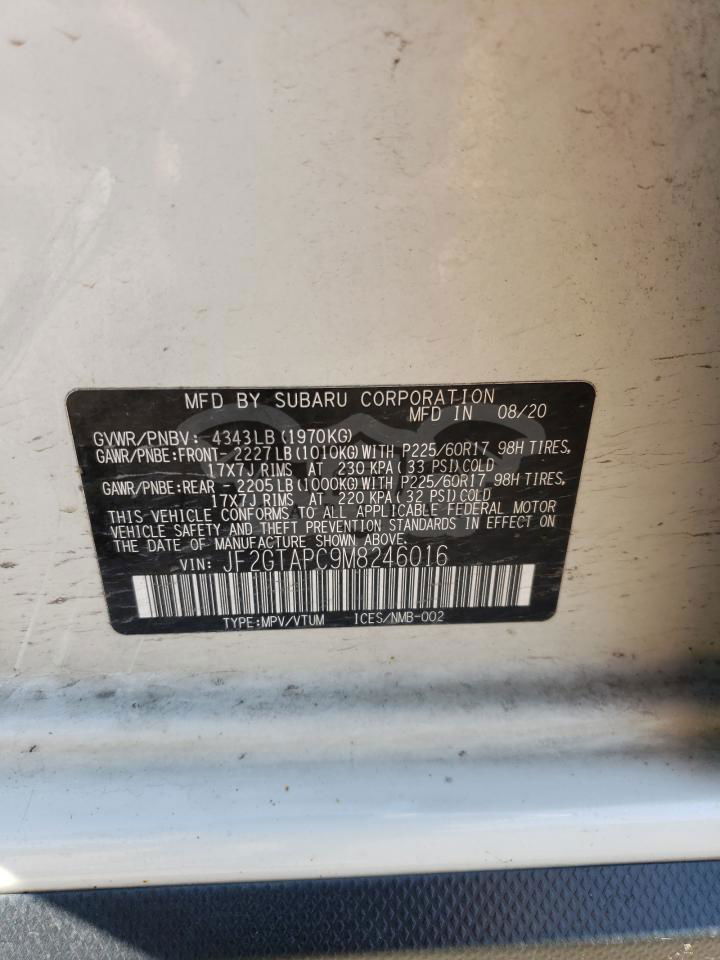 MFD BY SUBARU CORPORATION
MFD IN 08/20
GVWR/PNBV: 4343LB(1970KG)
GAWR/PNBE:FRONT-2227LB(1010KG)WITH P225/60R17 98H TIRES,
17X7J RIMS AT 230 KPA(33 PSI)COLD
GAWR/PNBE:REAR - 2205LB(1000KG)WITH P225/60R17 98H TIRES,
17X7J RIMS AT 220 KPA(32 PSI)COLD
THIS VEHICLE CONFORMS TO ALL APPLICABLE FEDERAL MOTOR
VEHICLE SAFETY AND THEFT PREVENTION STANDARDS IN EFFECT ON
THE DATE OF MANUFACTURE SHOWN ABOVE.
VIN: JF2GTAPC9M8246016
TYPE:MPV/VTUM ICES/NMB-002